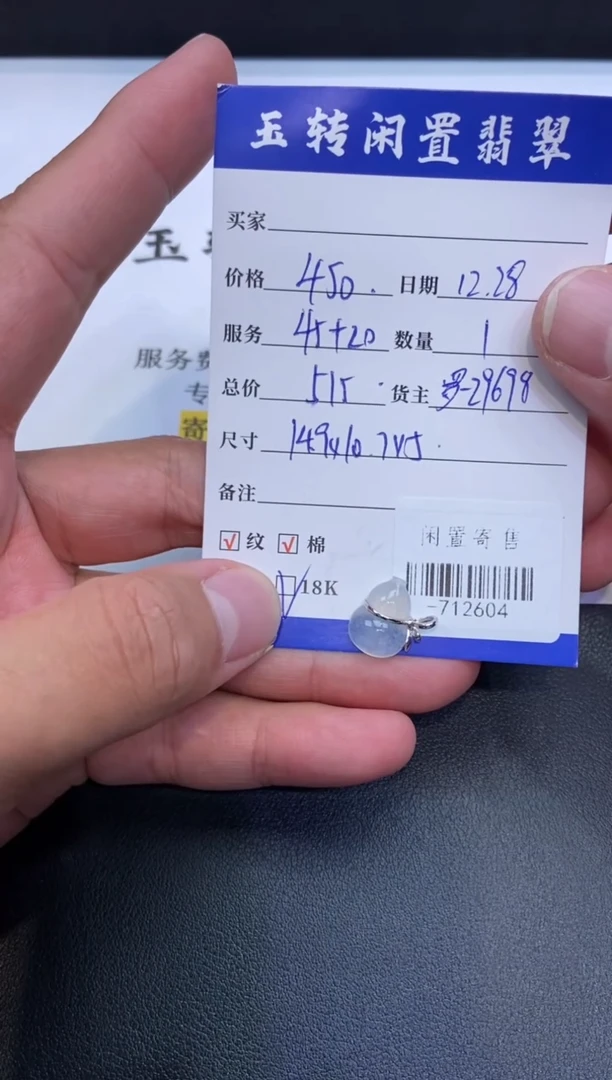 玉转闲置翡翠
买家
价格 450. 日期 12.28
服务 45+20 数量 1
总价 515 货主 罗-29698
尺寸 14.9x10.7x5
备注
纹 棉
18K
闲置寄售
-712604
玉
服务费
专
寄